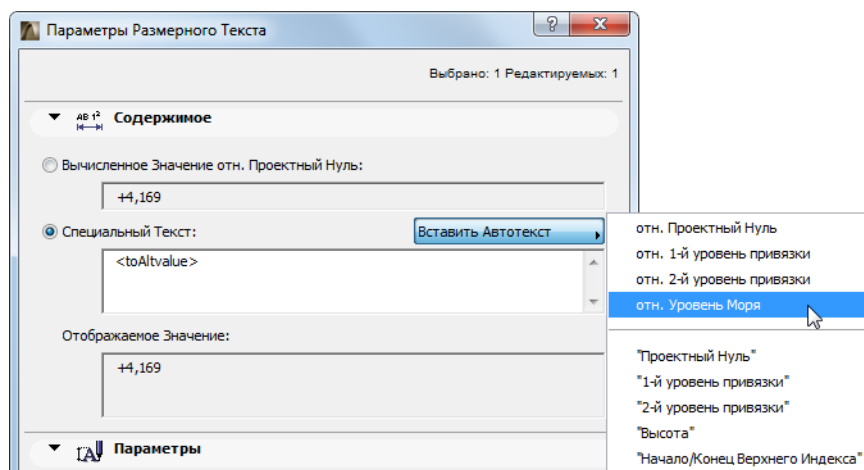 Параметры Размерного Текста
Выбрано: 1 Редактируемых: 1
Содержимое
Вычисленное Значение отн. Проектный Нуль:
+4,169
Специальный Текст:
Вставить Автотекст
<toAltvalue>
Отображаемое Значение:
+4,169
Параметры
отн. Проектный Нуль
отн. 1-й уровень привязки
отн. 2-й уровень привязки
отн. Уровень Моря
"Проектный Нуль"
"1-й уровень привязки"
"2-й уровень привязки"
"Высота"
"Начало/Конец Верхнего Индекса"